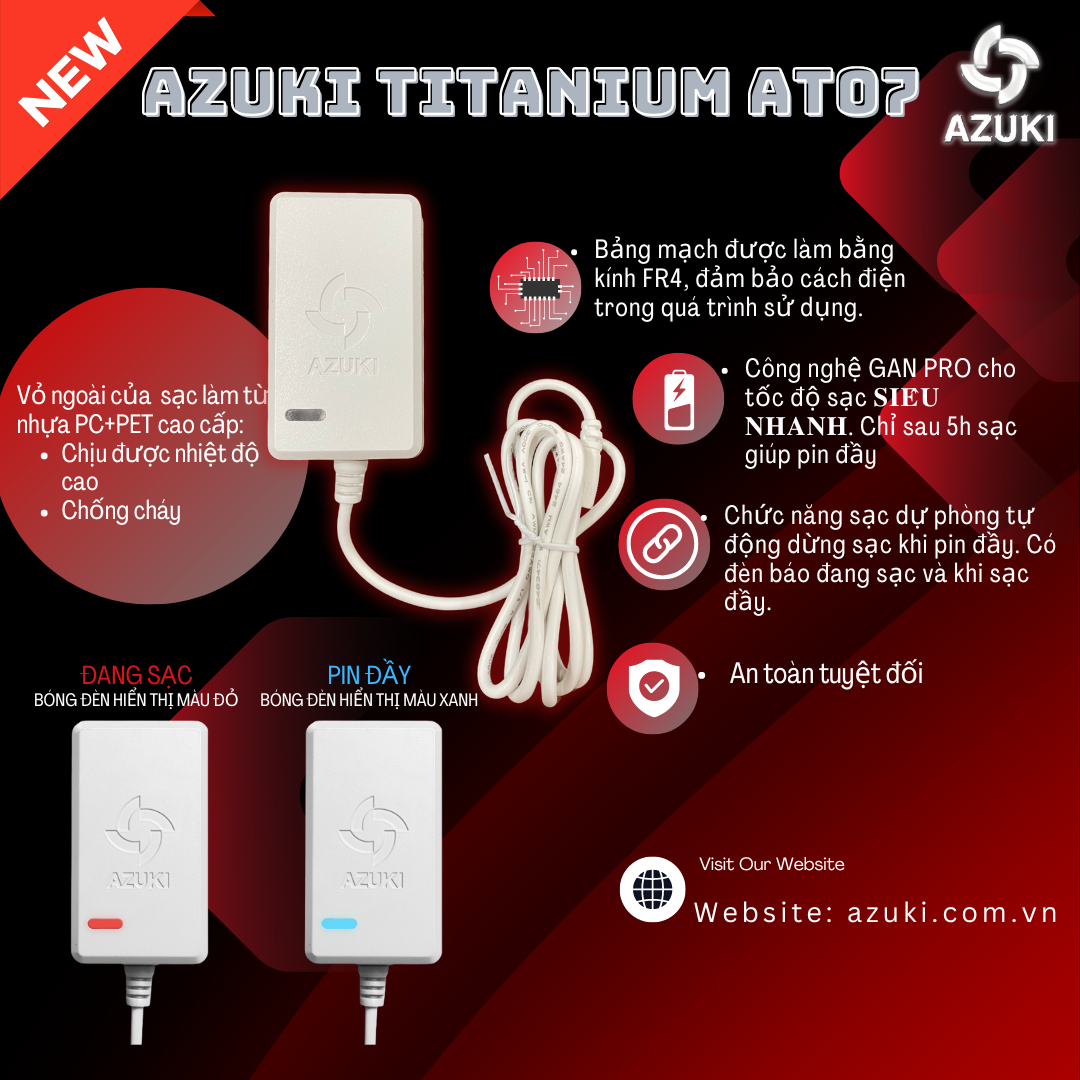 NEW
AZUKI TITANIUM AT07
AZUKI
AZUKI
Bảng mạch được làm bằng
kính FR4, đảm bảo cách điện
trong quá trình sử dụng.
Công nghệ GAN PRO cho
tốc độ sạc SIÊU
NHANH. Chỉ sau 5h sạc
giúp pin đầy
Vỏ ngoài của sạc làm từ
nhựa PC+PET cao cấp:
Chịu được nhiệt độ
cao
Chống cháy
Chức năng sạc dự phòng tự
động dừng sạc khi pin đầy. Có
đèn báo đang sạc và khi sạc
đầy.
An toàn tuyệt đối
ĐANG SẠC
BÓNG ĐÈN HIỂN THỊ MÀU ĐỎ
PIN ĐẦY
BÓNG ĐÈN HIỂN THỊ MÀU XANH
AZUKI
AZUKI
Visit Our Website
Website: azuki.com.vn